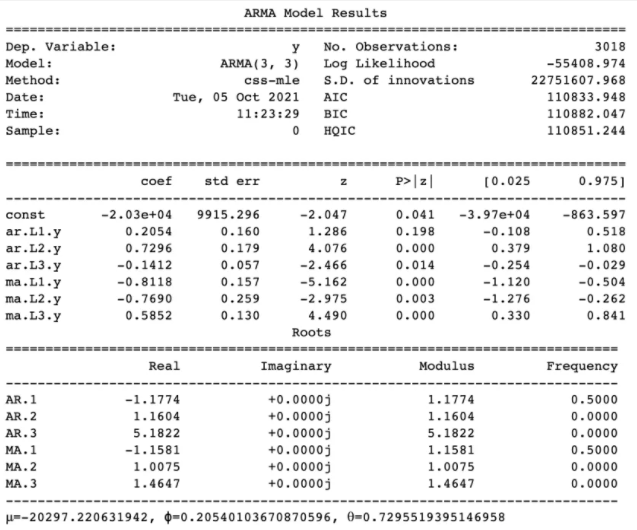 ARMA Model Results
==============================================================================
Dep. Variable: y No. Observations: 3018
Model: ARMA(3, 3) Log Likelihood -55408.974
Method: css-mle S.D. of innovations 22751607.968
Date: Tue, 05 Oct 2021 AIC 110833.948
Time: 11:23:29 BIC 110882.047
Sample: 0 HQIC 110851.244
==============================================================================
coef std err z P>|z| [0.025 0.975]
------------------------------------------------------------------------------
const -2.03e+04 9915.296 -2.047 0.041 -3.97e+04 -863.597
ar.L1.y 0.2054 0.160 1.286 0.198 -0.108 0.518
ar.L2.y 0.7296 0.179 4.076 0.000 0.379 1.080
ar.L3.y -0.1412 0.057 -2.466 0.014 -0.254 -0.029
ma.L1.y -0.8118 0.157 -5.162 0.000 -1.120 -0.504
ma.L2.y -0.7690 0.259 -2.975 0.003 -1.276 -0.262
ma.L3.y 0.5852 0.130 4.490 0.000 0.330 0.841
Roots
=============================================================================
Real Imaginary Modulus Frequency
-----------------------------------------------------------------------------
AR.1 -1.1774 +0.0000j 1.1774 0.5000
AR.2 1.1604 +0.0000j 1.1604 0.0000
AR.3 5.1822 +0.0000j 5.1822 0.0000
MA.1 -1.1581 +0.0000j 1.1581 0.5000
MA.2 1.0075 +0.0000j 1.0075 0.0000
MA.3 1.4647 +0.0000j 1.4647 0.0000
-----------------------------------------------------------------------------
μ=-20297.220631942, ϕ=0.20540103670870596, θ=0.7295519395146958